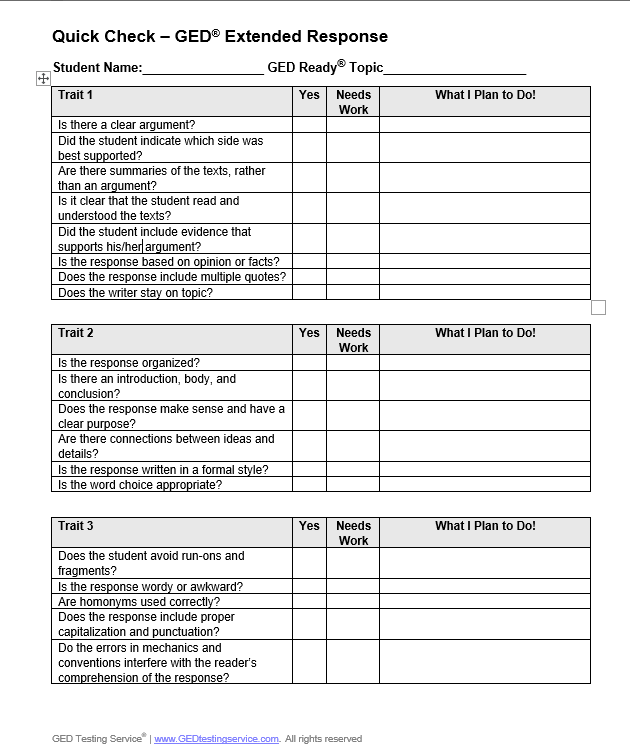 Quick Check – GED® Extended Response
Student Name:_________________ GED Ready® Topic____________________
Trait 1 Yes Needs Work What I Plan to Do!
Is there a clear argument?
Did the student indicate which side was
best supported?
Are there summaries of the texts, rather
than an argument?
Is it clear that the student read and
understood the texts?
Did the student include evidence that
supports his/her argument?
Is the response based on opinion or facts?
Does the response include multiple quotes?
Does the writer stay on topic?
Trait 2 Yes Needs Work What I Plan to Do!
Is the response organized?
Is there an introduction, body, and
conclusion?
Does the response make sense and have a
clear purpose?
Are there connections between ideas and
details?
Is the response written in a formal style?
Is the word choice appropriate?
Trait 3 Yes Needs Work What I Plan to Do!
Does the student avoid run-ons and
fragments?
Is the response wordy or awkward?
Are homonyms used correctly?
Does the response include proper
capitalization and punctuation?
Do the errors in mechanics and
conventions interfere with the reader's
comprehension of the response?
GED Testing Service® | www.GEDtestingservice.com. All rights reserved